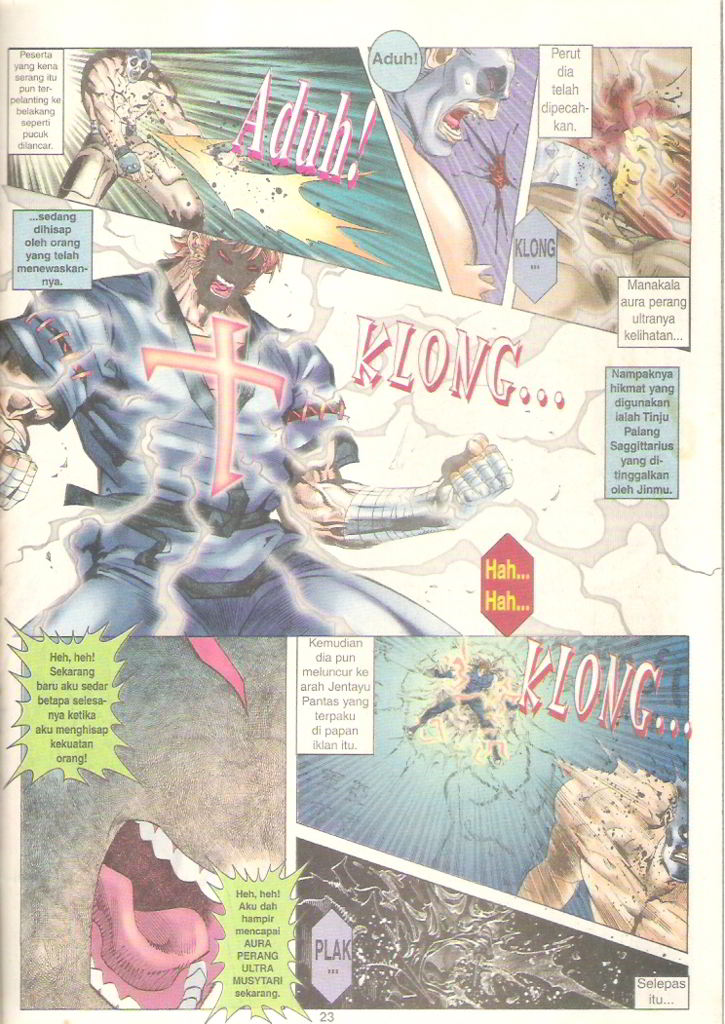 Peserta
yang kena
serang itu
pun ter-
pelanting ke
belakang
seperti
pucuk
dilancar.
Aduh!
Aduh!
Perut
dia
telah
dipecah-
kan.
KLONG
...
Manakala
aura perang
ultranya
kelihatan...
...sedang
dihisap
oleh orang
yang telah
menewaskan-
nya.
KLONG...
Nampaknya
hikmat yang
digunakan
ialah Tinju
Palang
Saggittarius
yang di-
tinggalkan
oleh Jinmu.
Hah...
Hah...
Heh, heh!
Sekarang
baru aku sedar
betapa selesa-
nya ketika
aku menghisap
kekuatan
orang!
Kemudian
dia pun
meluncur ke
arah Jentayu
Pantas yang
terpaku
di papan
iklan itu.
KLONG...
Heh, heh!
Aku dah
hampir
mencapai
AURA
PERANG
ULTRA
MUSYTARI
sekarang.
PLAK
...
Selepas
itu...
23